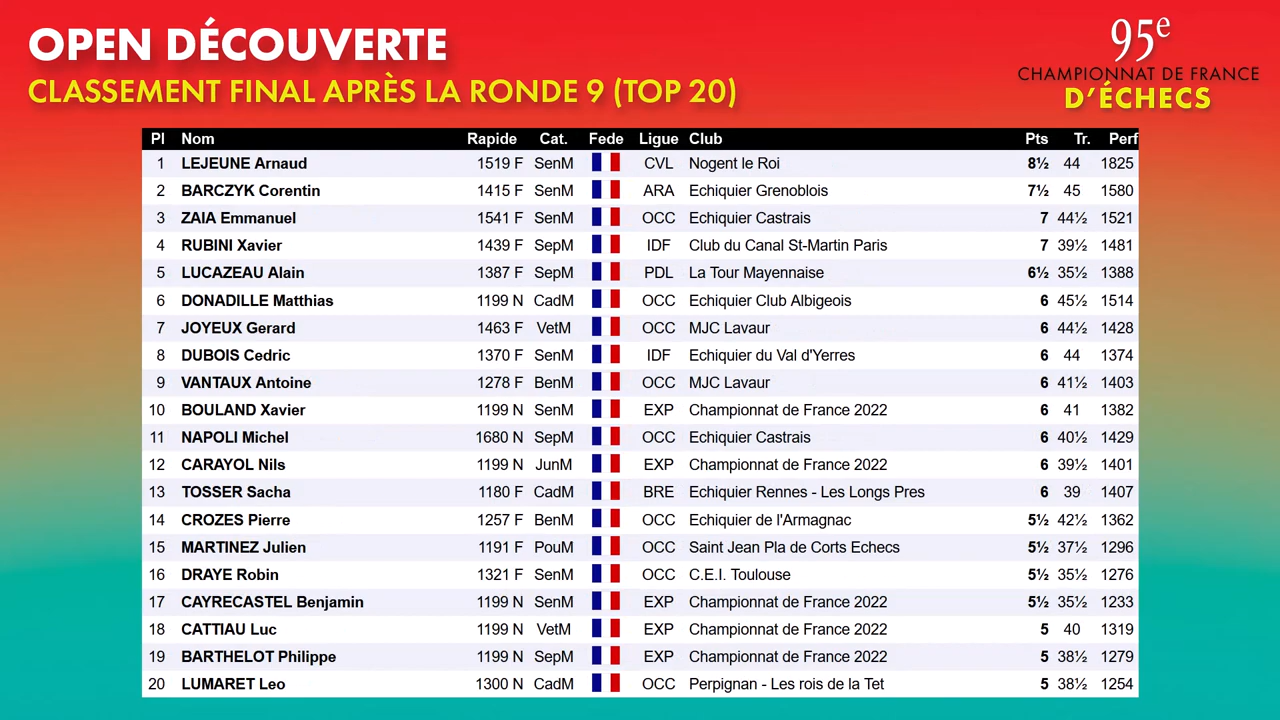 OPEN DÉCOUVERTE
CLASSEMENT FINAL APRÈS LA RONDE 9 (TOP 20)
95e
CHAMPIONNAT DE FRANCE
D'ÉCHECS
Pl Nom Rapide Cat. Fede Ligue Club Pts Tr. Perf
1 LEJEUNE Arnaud 1519 F SenM CVL Nogent le Roi 8½ 44 1825
2 BARCZYK Corentin 1415 F SenM ARA Echiquier Grenoblois 7½ 45 1580
3 ZAIA Emmanuel 1541 F SenM OCC Echiquier Castrais 7 44½ 1521
4 RUBINI Xavier 1439 F SepM IDF Club du Canal St-Martin Paris 7 39½ 1481
5 LUCAZEAU Alain 1387 F SepM PDL La Tour Mayennaise 6½ 35½ 1388
6 DONADILLE Matthias 1199 N CadM OCC Echiquier Club Albigeois 6 45½ 1514
7 JOYEUX Gerard 1463 F VetM OCC MJC Lavaur 6 44½ 1428
8 DUBOIS Cedric 1370 F SenM IDF Echiquier du Val d'Yerres 6 44 1374
9 VANTAUX Antoine 1278 F BenM OCC MJC Lavaur 6 41½ 1403
10 BOULAND Xavier 1199 N SenM EXP Championnat de France 2022 6 41 1382
11 NAPOLI Michel 1680 N SepM OCC Echiquier Castrais 6 40½ 1429
12 CARAYOL Nils 1199 N JunM EXP Championnat de France 2022 6 39½ 1401
13 TOSSER Sacha 1180 F CadM BRE Echiquier Rennes - Les Longs Pres 6 39 1407
14 CROZES Pierre 1257 F BenM OCC Echiquier de l'Armagnac 5½ 42½ 1362
15 MARTINEZ Julien 1191 F PouM OCC Saint Jean Pla de Corts Echecs 5½ 37½ 1296
16 DRAYE Robin 1321 F SenM OCC C.E.I. Toulouse 5½ 35½ 1276
17 CAYRECASTEL Benjamin 1199 N SenM EXP Championnat de France 2022 5½ 35½ 1233
18 CATTIAU Luc 1199 N VetM EXP Championnat de France 2022 5 40 1319
19 BARTHELOT Philippe 1199 N SepM EXP Championnat de France 2022 5 38½ 1279
20 LUMARET Leo 1300 N CadM OCC Perpignan - Les rois de la Tet 5 38½ 1254